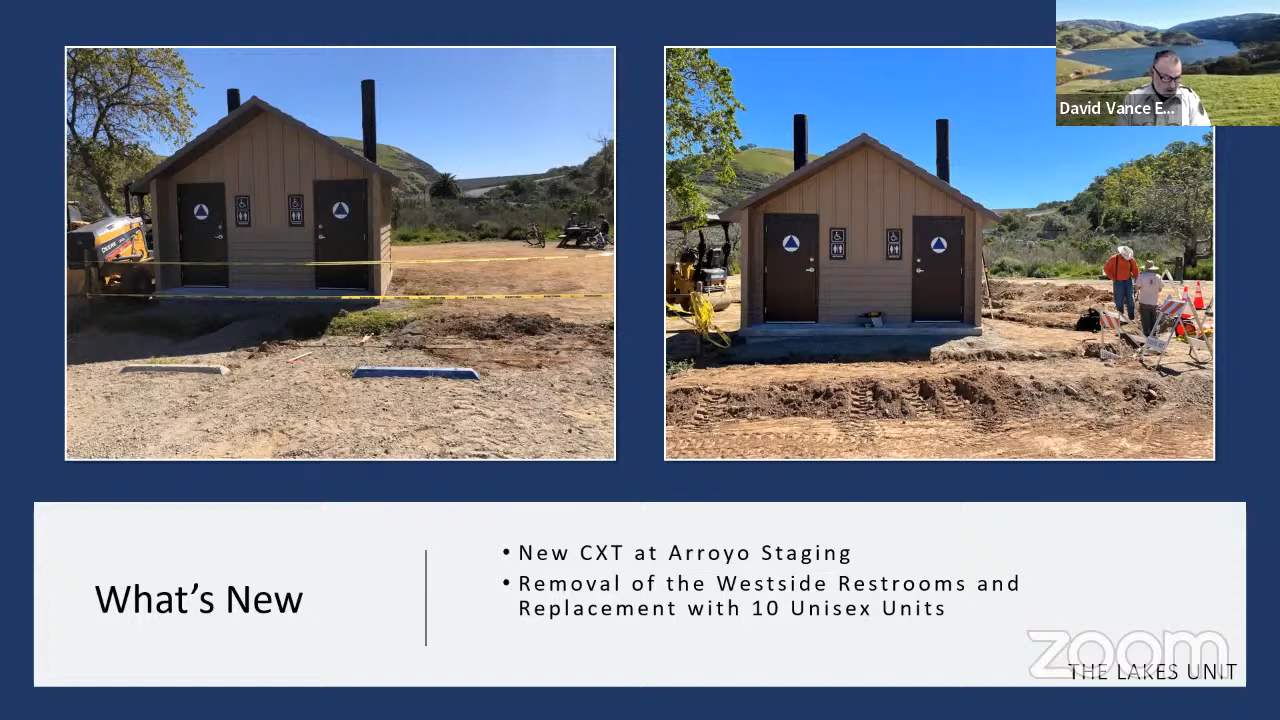 David Vance E...
DEERE
What's New
• New CXT at Arroyo Staging
• Removal of the Westside Restrooms and
Replacement with 10 Unisex Units
zoom
THE LAKES UNIT